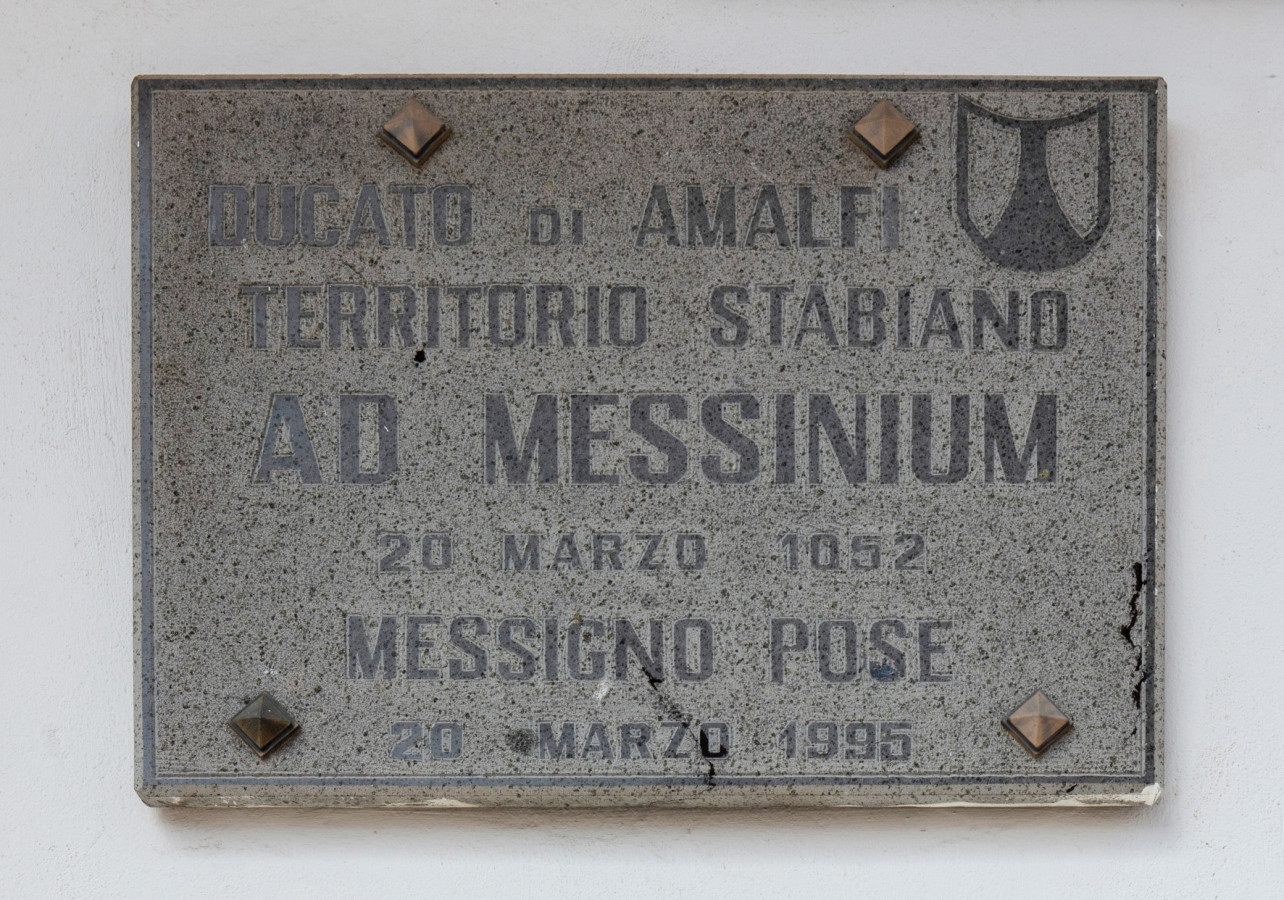 DUCATO DI AMALFI
TERRITORIO STABIANO
AD MESSINIUM
20 MARZO 1052
MESSIGNO POSE
20 MARZO 1995